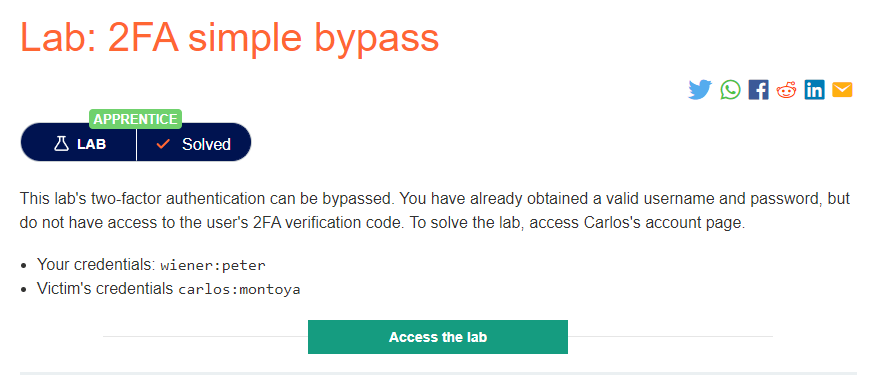 Lab: 2FA simple bypass
APPRENTICE
LAB Solved
This lab's two-factor authentication can be bypassed. You have already obtained a valid username and password, but
do not have access to the user's 2FA verification code. To solve the lab, access Carlos's account page.
• Your credentials: wiener:peter
• Victim's credentials carlos:montoya
Access the lab